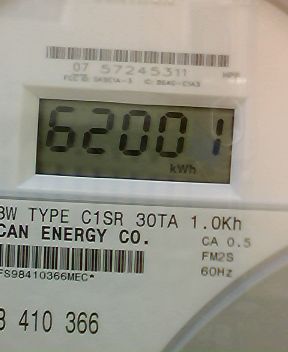 07 57245311
62001
kWh
3W TYPE C1SR 30TA 1.0Kh
CAN ENERGY CO.
CA 0.5
FM2S
60Hz
FS98410366MEC*
410 366